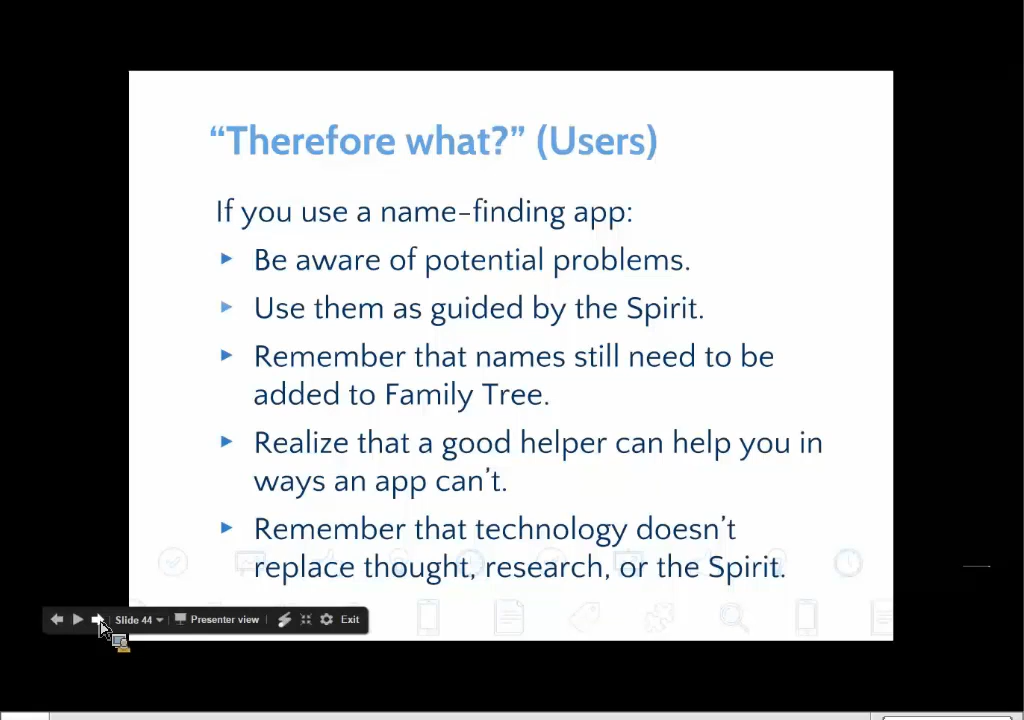 “Therefore what?” (Users)
If you use a name-finding app:
Be aware of potential problems.
Use them as guided by the Spirit.
Remember that names still need to be
added to Family Tree.
Realize that a good helper can help you in
ways an app can’t.
Remember that technology doesn’t
replace thought, research, or the Spirit.
Slide 44 Presenter view Exit